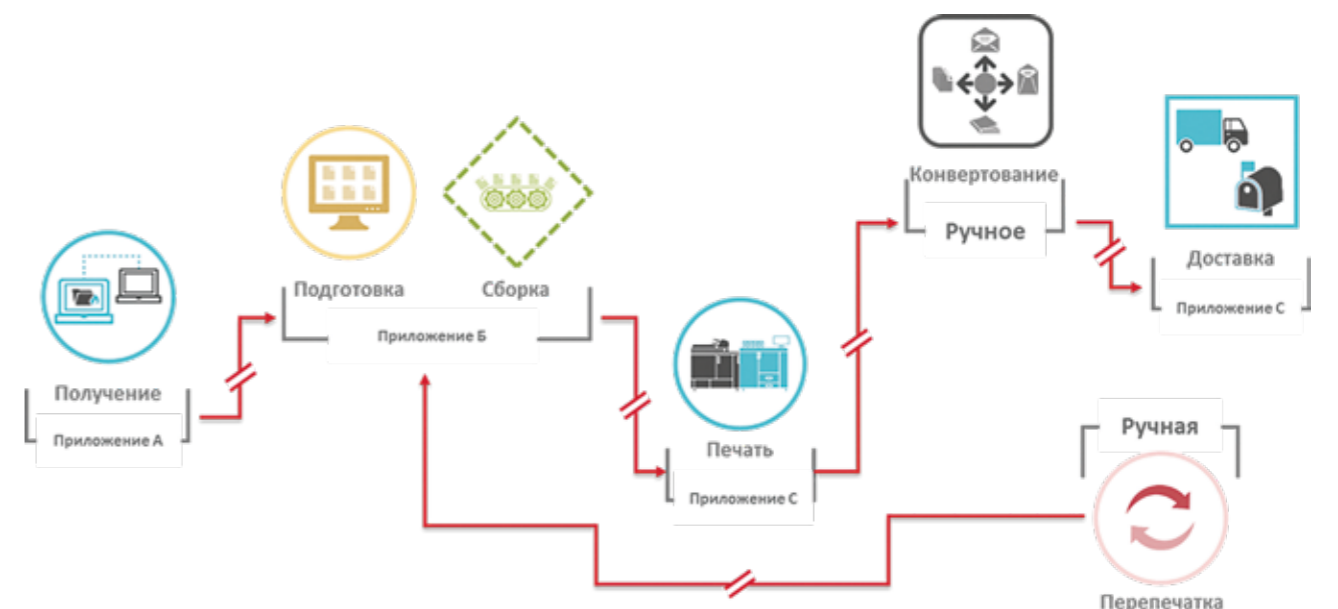 Получение
Приложение А
Подготовка
Сборка
Приложение Б
Печать
Приложение С
Конвертование
Ручное
Доставка
Приложение С
Ручная
Перепечатка